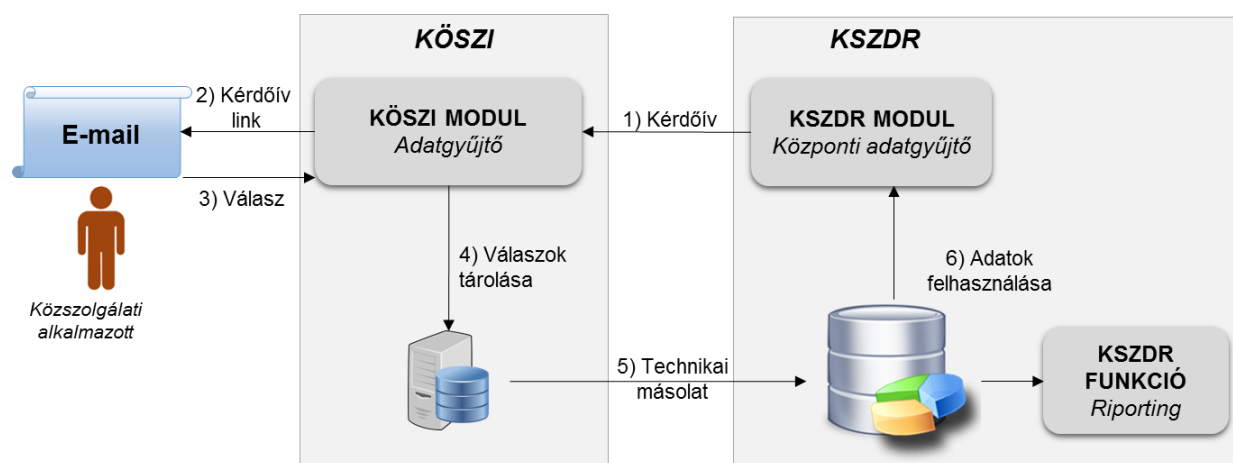 KÖSZI
KSZDR
2) Kérdőív
link
E-mail
KÖSZI MODUL
Adatgyűjtő
1) Kérdőív
KSZDR MODUL
Központi adatgyűjtő
3) Válasz
Közszolgálati
alkalmazott
4) Válaszok
tárolása
6) Adatok
felhasználása
5) Technikai
másolat
KSZDR
FUNKCIÓ
Riporting